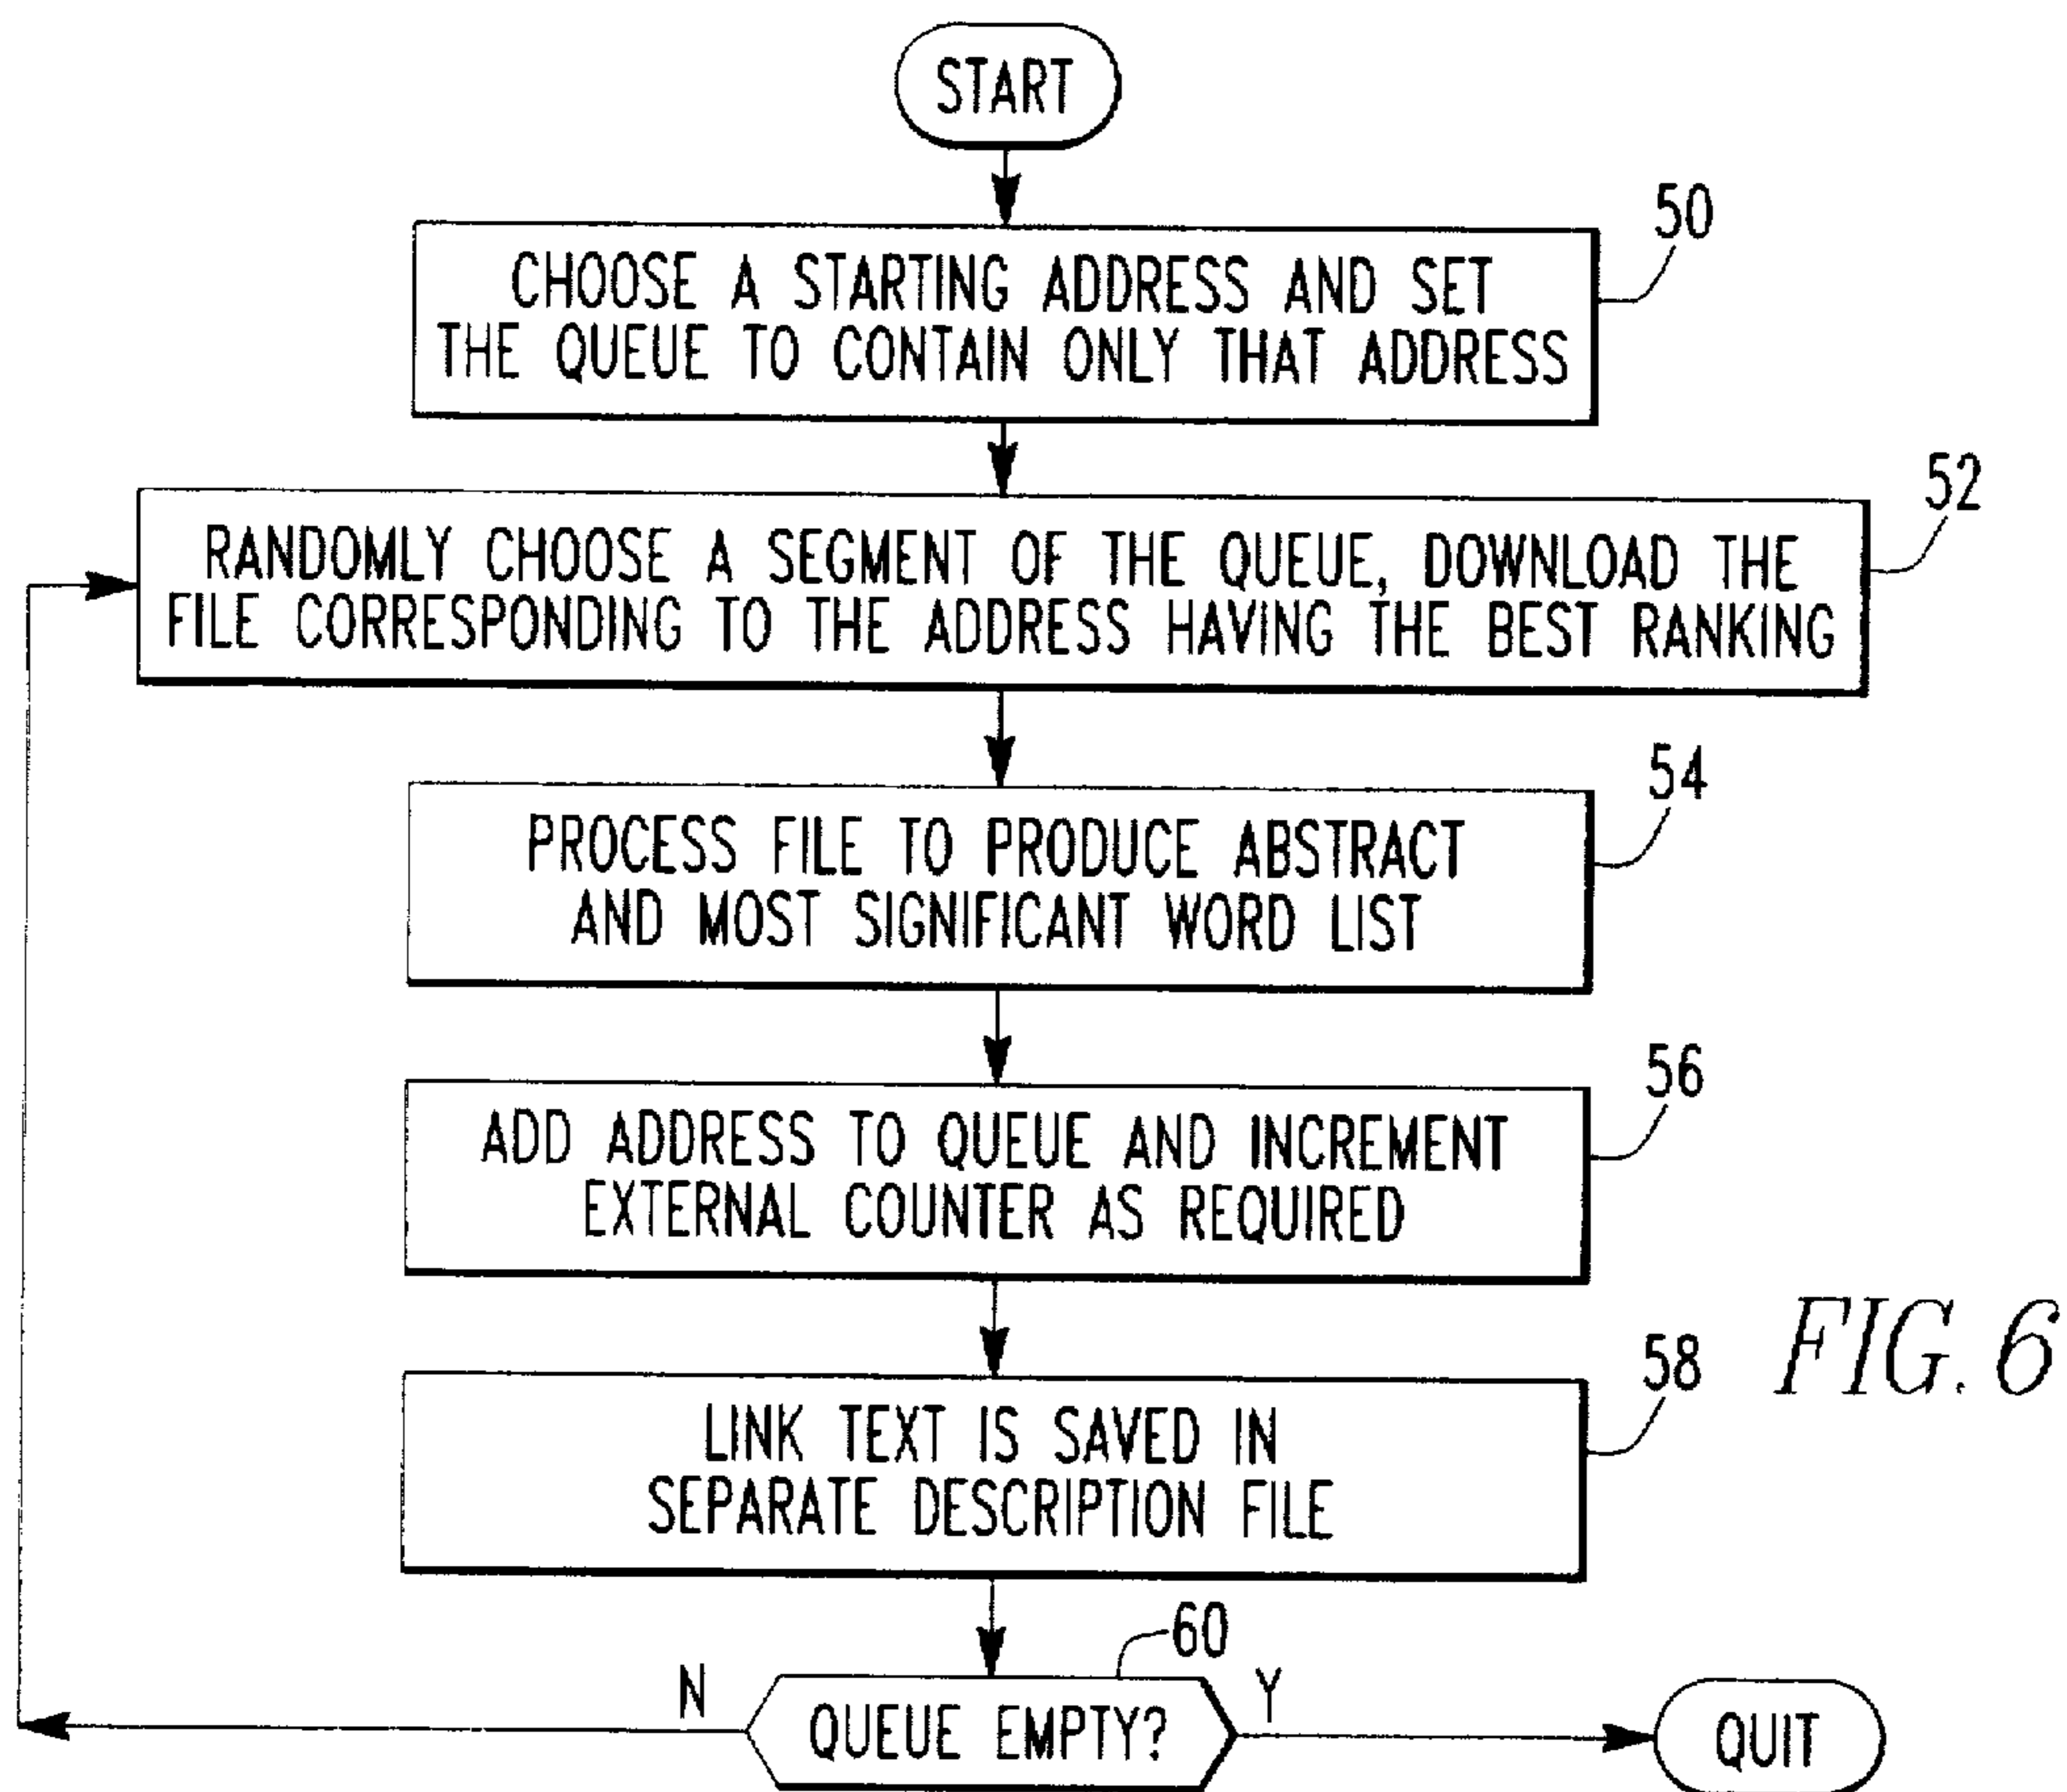 START
50
CHOOSE A STARTING ADDRESS AND SET
THE QUEUE TO CONTAIN ONLY THAT ADDRESS
52
RANDOMLY CHOOSE A SEGMENT OF THE QUEUE, DOWNLOAD THE
FILE CORRESPONDING TO THE ADDRESS HAVING THE BEST RANKING
54
PROCESS FILE TO PRODUCE ABSTRACT
AND MOST SIGNIFICANT WORD LIST
56
ADD ADDRESS TO QUEUE AND INCREMENT
EXTERNAL COUNTER AS REQUIRED
58
FIG. 6
LINK TEXT IS SAVED IN
SEPARATE DESCRIPTION FILE
60
N
Y
QUEUE EMPTY?
QUIT